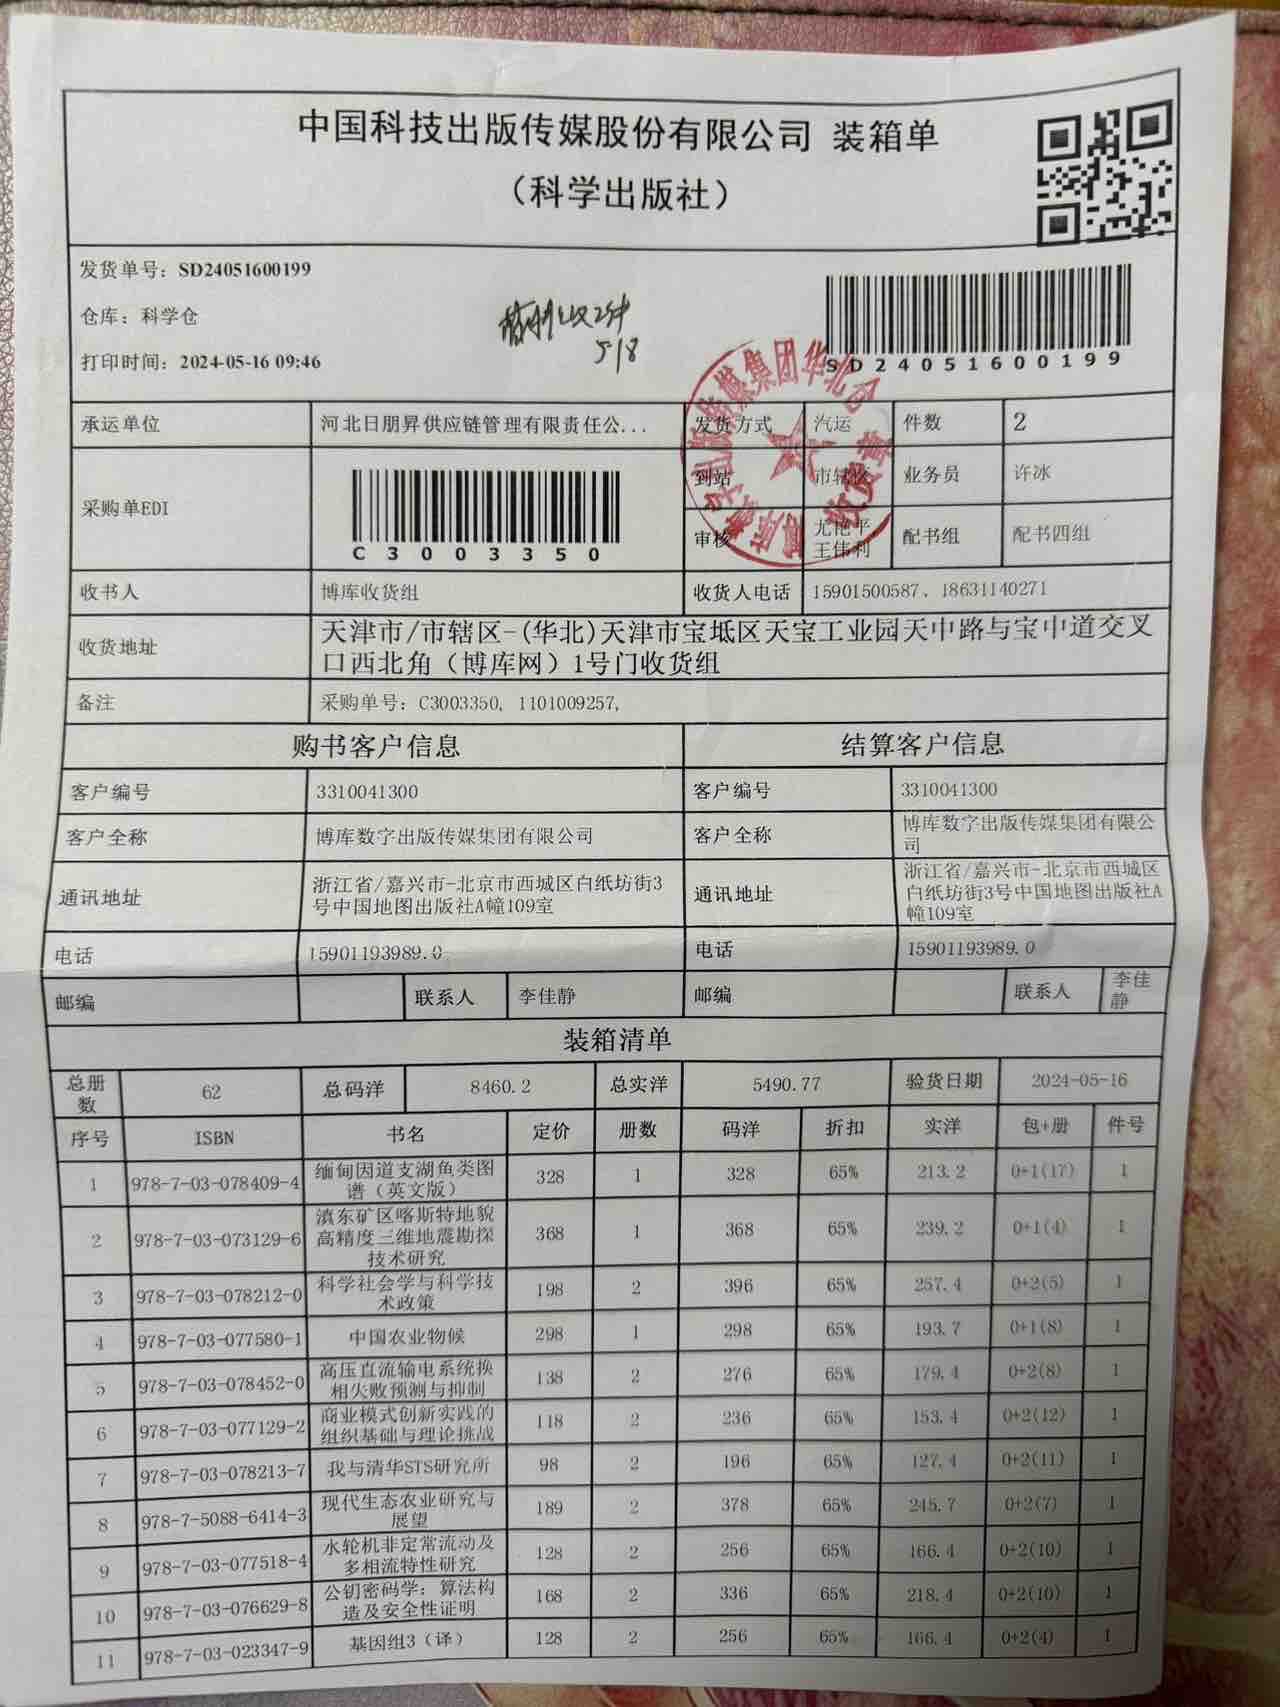 中国科技出版传媒股份有限公司 装箱单
（科学出版社）
发货单号：SD24051600199
仓库：科学仓
打印时间：2024-05-16 09:46
5/8
SD24051600199
承运单位 河北日朋昇供应链管理有限责任公... 发货方式 汽运 件数 2
采购单EDI C3003350 到站 市辖区 业务员 许冰
审核 尤艳平 配书组 配书四组
王伟利
收书人 博库收货组 收货人电话 15901500587、18631140271
收货地址 天津市/市辖区-(华北)天津市宝坻区天宝工业园天中路与宝中道交叉
口西北角（博库网）1号门收货组
备注 采购单号：C3003350, 1101009257,
购书客户信息 结算客户信息
客户编号 3310041300 客户编号 3310041300
客户全称 博库数字出版传媒集团有限公司 客户全称 博库数字出版传媒集团有限公
司
通讯地址 浙江省/嘉兴市-北京市西城区白纸坊街3
号中国地图出版社A幢109室 通讯地址 浙江省/嘉兴市-北京市西城区
白纸坊街3号中国地图出版社A
幢109室
电话 15901193989.0 电话 15901193989.0
邮编 联系人 李佳静 邮编 联系人 李佳
静
装箱清单
总册
数 62 总码洋 8460.2 总实洋 5490.77 验货日期 2024-05-16
序号 ISBN 书名 定价 册数 码洋 折扣 实洋 包+册 件号
1 978-7-03-078409-4 缅甸因道支湖鱼类图
谱（英文版） 328 1 328 65% 213.2 0+1(17) 1
2 978-7-03-073129-6 滇东矿区喀斯特地貌
高精度三维地震勘探
技术研究 368 1 368 65% 239.2 0+1(4) 1
3 978-7-03-078212-0 科学社会学与科学技
术政策 198 2 396 65% 257.4 0+2(5) 1
4 978-7-03-077580-1 中国农业物候 298 1 298 65% 193.7 0+1(8) 1
5 978-7-03-078452-0 高压直流输电系统换
相失败预测与抑制 138 2 276 65% 179.4 0+2(8) 1
6 978-7-03-077129-2 商业模式创新实践的
组织基础与理论挑战 118 2 236 65% 153.4 0+2(12) 1
7 978-7-03-078213-7 我与清华STS研究所 98 2 196 65% 127.4 0+2(11) 1
8 978-7-5088-6414-3 现代生态农业研究与
展望 189 2 378 65% 245.7 0+2(7) 1
9 978-7-03-077518-4 水轮机非定常流动及
多相流特性研究 128 2 256 65% 166.4 0+2(10) 1
10 978-7-03-076629-8 公钥密码学：算法构
造及安全性证明 168 2 336 65% 218.4 0+2(10) 1
11 978-7-03-023347-9 基因组3（译） 128 2 256 65% 166.4 0+2(4) 1